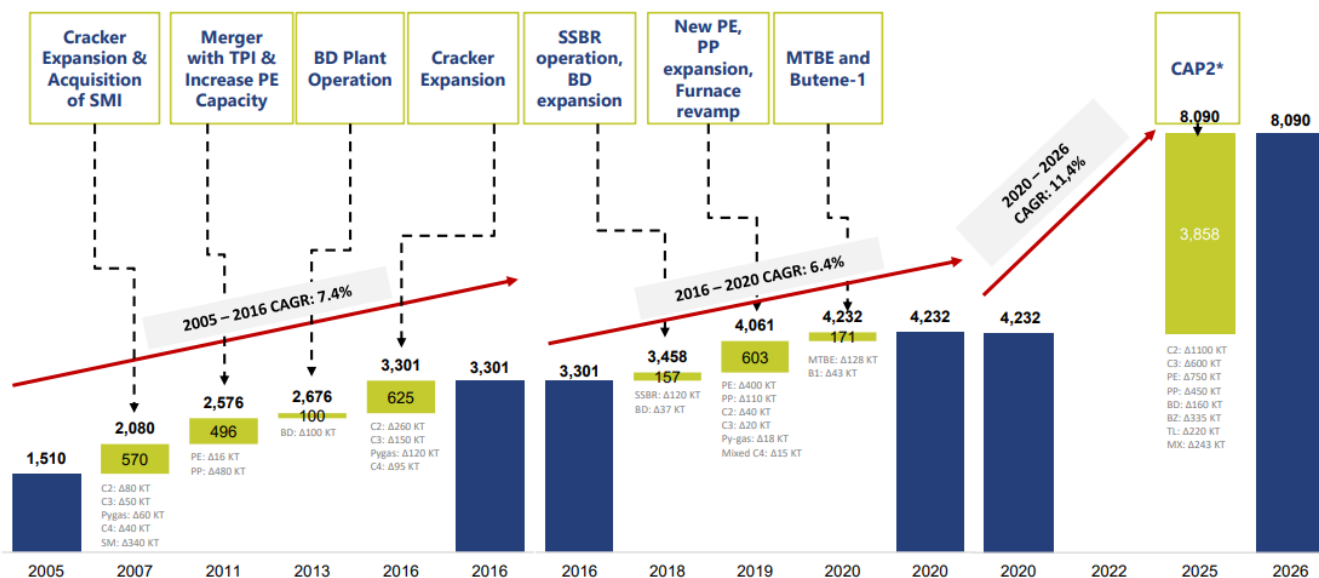 Cracker
Expansion &
Acquisition
of SMI
Merger
with TPI &
Increase PE
Capacity
BD Plant
Operation
Cracker
Expansion
SSBR
operation,
BD
expansion
New PE,
PP
expansion,
Furnace
revamp
MTBE and
Butene-1
CAP2*
2005 – 2016 CAGR: 7.4%
2016 – 2020 CAGR: 6.4%
2020 – 2026
CAGR: 11,4%
1,510
2,080
570
C2: Δ80 KT
C3: Δ50 KT
Pygas: Δ60 KT
C4: Δ40 KT
SM: Δ340 KT
2,576
496
PE: Δ16 KT
PP: Δ480 KT
2,676
100
BD: Δ100 KT
3,301
625
C2: Δ260 KT
C3: Δ150 KT
Pygas: Δ120 KT
C4: Δ95 KT
3,301
3,301
3,458
157
SSBR: Δ120 KT
BD: Δ37 KT
4,061
603
PE: Δ400 KT
PP: Δ110 KT
C2: Δ40 KT
C3: Δ20 KT
Py-gas: Δ18 KT
Mixed C4: Δ15 KT
4,232
171
MTBE: Δ128 KT
B1: Δ43 KT
4,232
4,232
8,090
3,858
C2: Δ1100 KT
C3: Δ600 KT
PE: Δ750 KT
PP: Δ450 KT
BD: Δ160 KT
BZ: Δ335 KT
TL: Δ220 KT
MX: Δ243 KT
8,090
2005
2007
2011
2013
2016
2016
2016
2018
2019
2020
2020
2020
2022
2025
2026